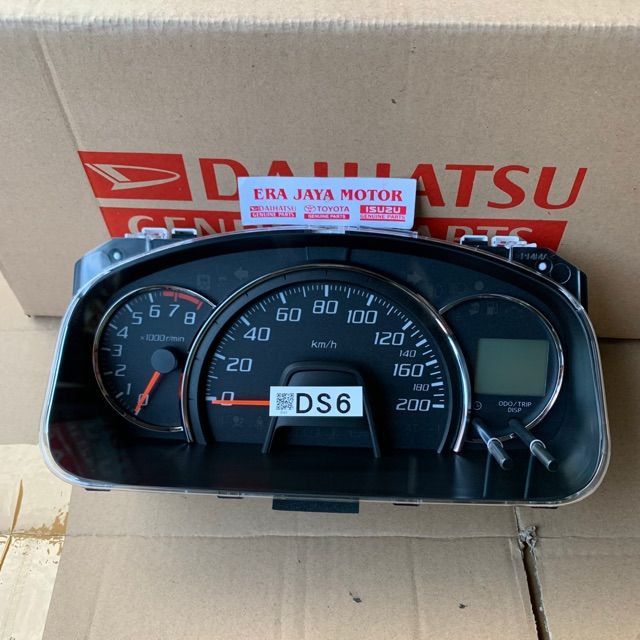 DAIHATSU
GENUINE PARTS
ERA JAYA MOTOR
DAIHATSU TOYOTA ISUZU
GENUINE PARTS GENUINE PARTS GENUINE PARTS
0 1 2 3 4 5 6 7 8
×1000r/min
0 20 40 60 80 100 120 140 160 180 200
km/h
DS6
ODO/TRIP
DISP